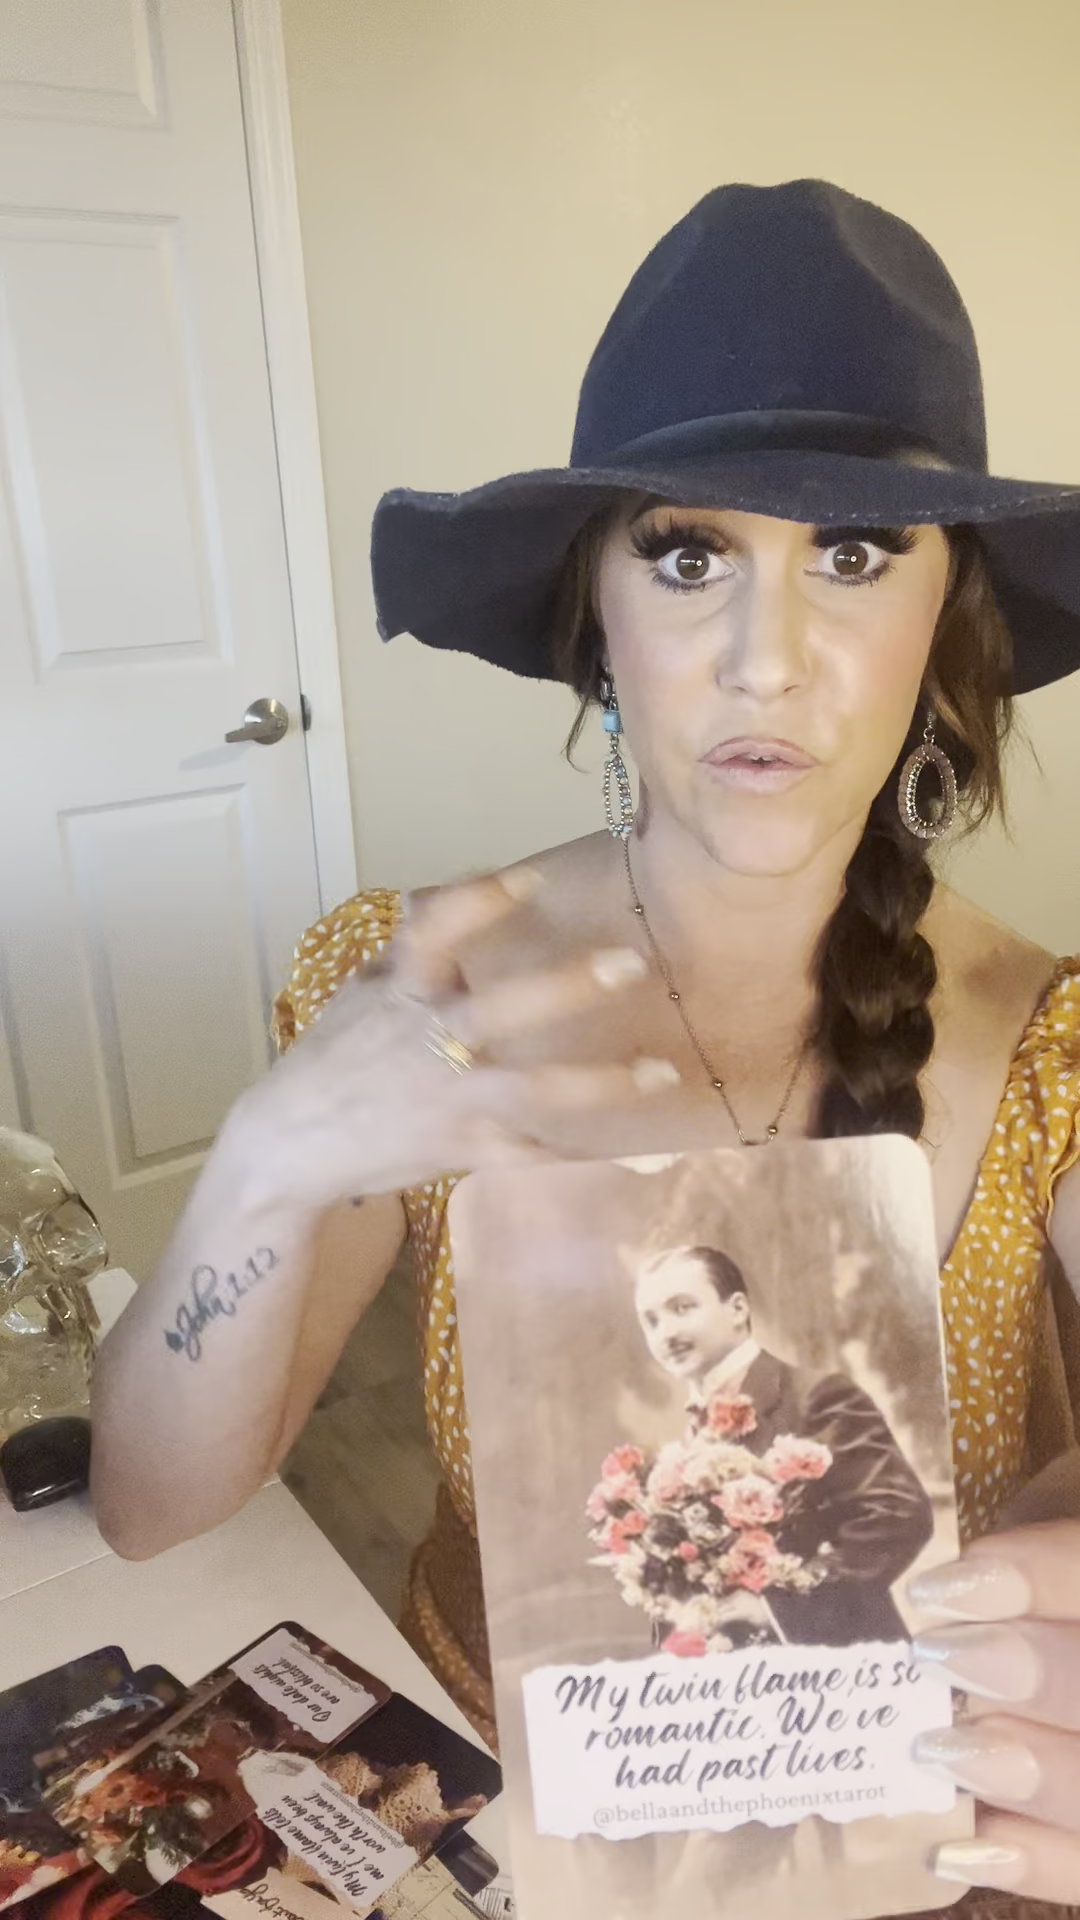 John 1:12
My twin flame is so
romantic. We've
had past lives.
@bellaandthephoenixtarot
Our date nights
are so blissful.
My twin flame tells
me I've always been
worth the wait